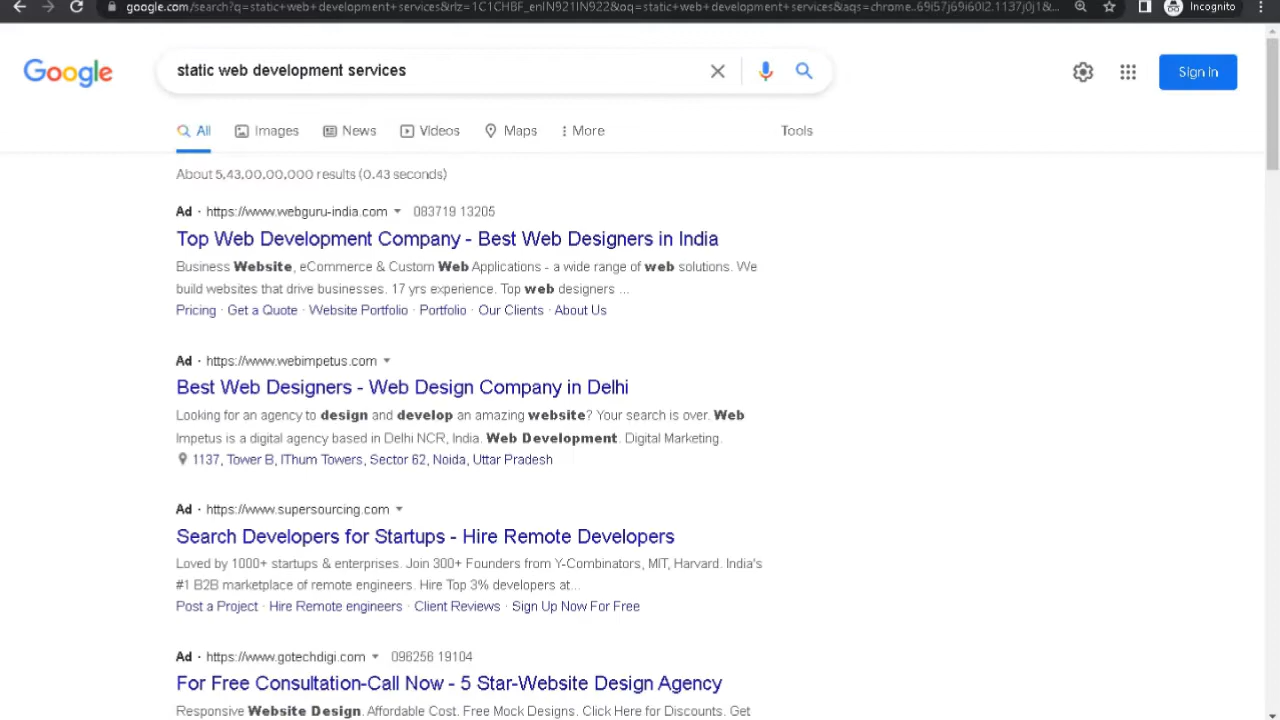 google.com/search?q=static+web+development+services&rlz=1C1CHBF_enIN921IN922&oq=static+web+development+services&aqs=chrome..69i57j69i60l2.1137j0j1&...
Incognito
Google
static web development services
Sign in
All
Images
News
Videos
Maps
More
Tools
About 5,43,00,00,000 results (0.43 seconds)
Ad · https://www.webguru-india.com 083719 13205
Top Web Development Company - Best Web Designers in India
Business Website, eCommerce & Custom Web Applications - a wide range of web solutions. We
build websites that drive businesses. 17 yrs experience. Top web designers ...
Pricing · Get a Quote · Website Portfolio · Portfolio · Our Clients · About Us
Ad · https://www.webimpetus.com
Best Web Designers - Web Design Company in Delhi
Looking for an agency to design and develop an amazing website? Your search is over. Web
Impetus is a digital agency based in Delhi NCR, India. Web Development. Digital Marketing.
1137, Tower B, IThum Towers, Sector 62, Noida, Uttar Pradesh
Ad · https://www.supersourcing.com
Search Developers for Startups - Hire Remote Developers
Loved by 1000+ startups & enterprises. Join 300+ Founders from Y-Combinators, MIT, Harvard. India's
#1 B2B marketplace of remote engineers. Hire Top 3% developers at...
Post a Project · Hire Remote engineers · Client Reviews · Sign Up Now For Free
Ad · https://www.gotechdigi.com 096256 19104
For Free Consultation-Call Now - 5 Star-Website Design Agency
Responsive Website Design. Affordable Cost. Free Mock Designs. Click Here for Discounts. Get